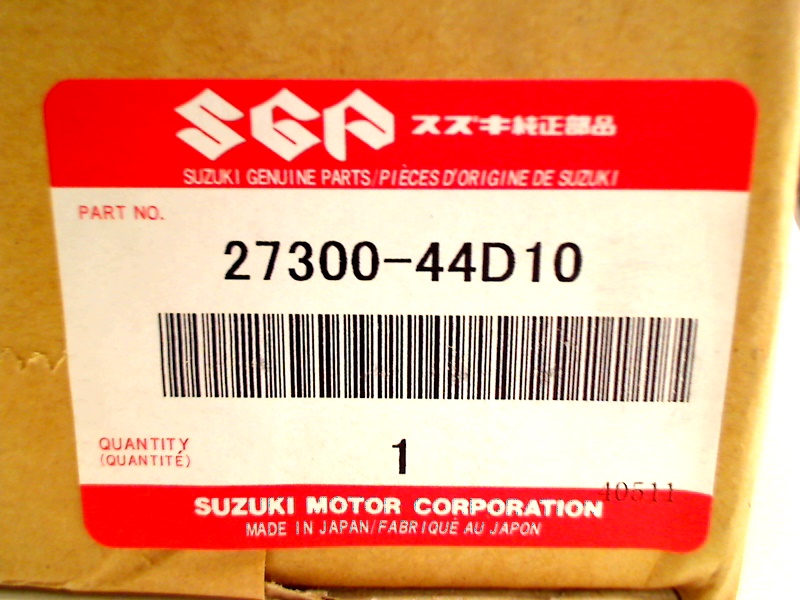 SGP スズキ純正部品
SUZUKI GENUINE PARTS/PIÈCES D'ORIGINE DE SUZUKI
PART NO.
27300-44D10
QUANTITY
(QUANTITÉ)
1
40511
SUZUKI MOTOR CORPORATION
MADE IN JAPAN/FABRIQUÉ AU JAPON